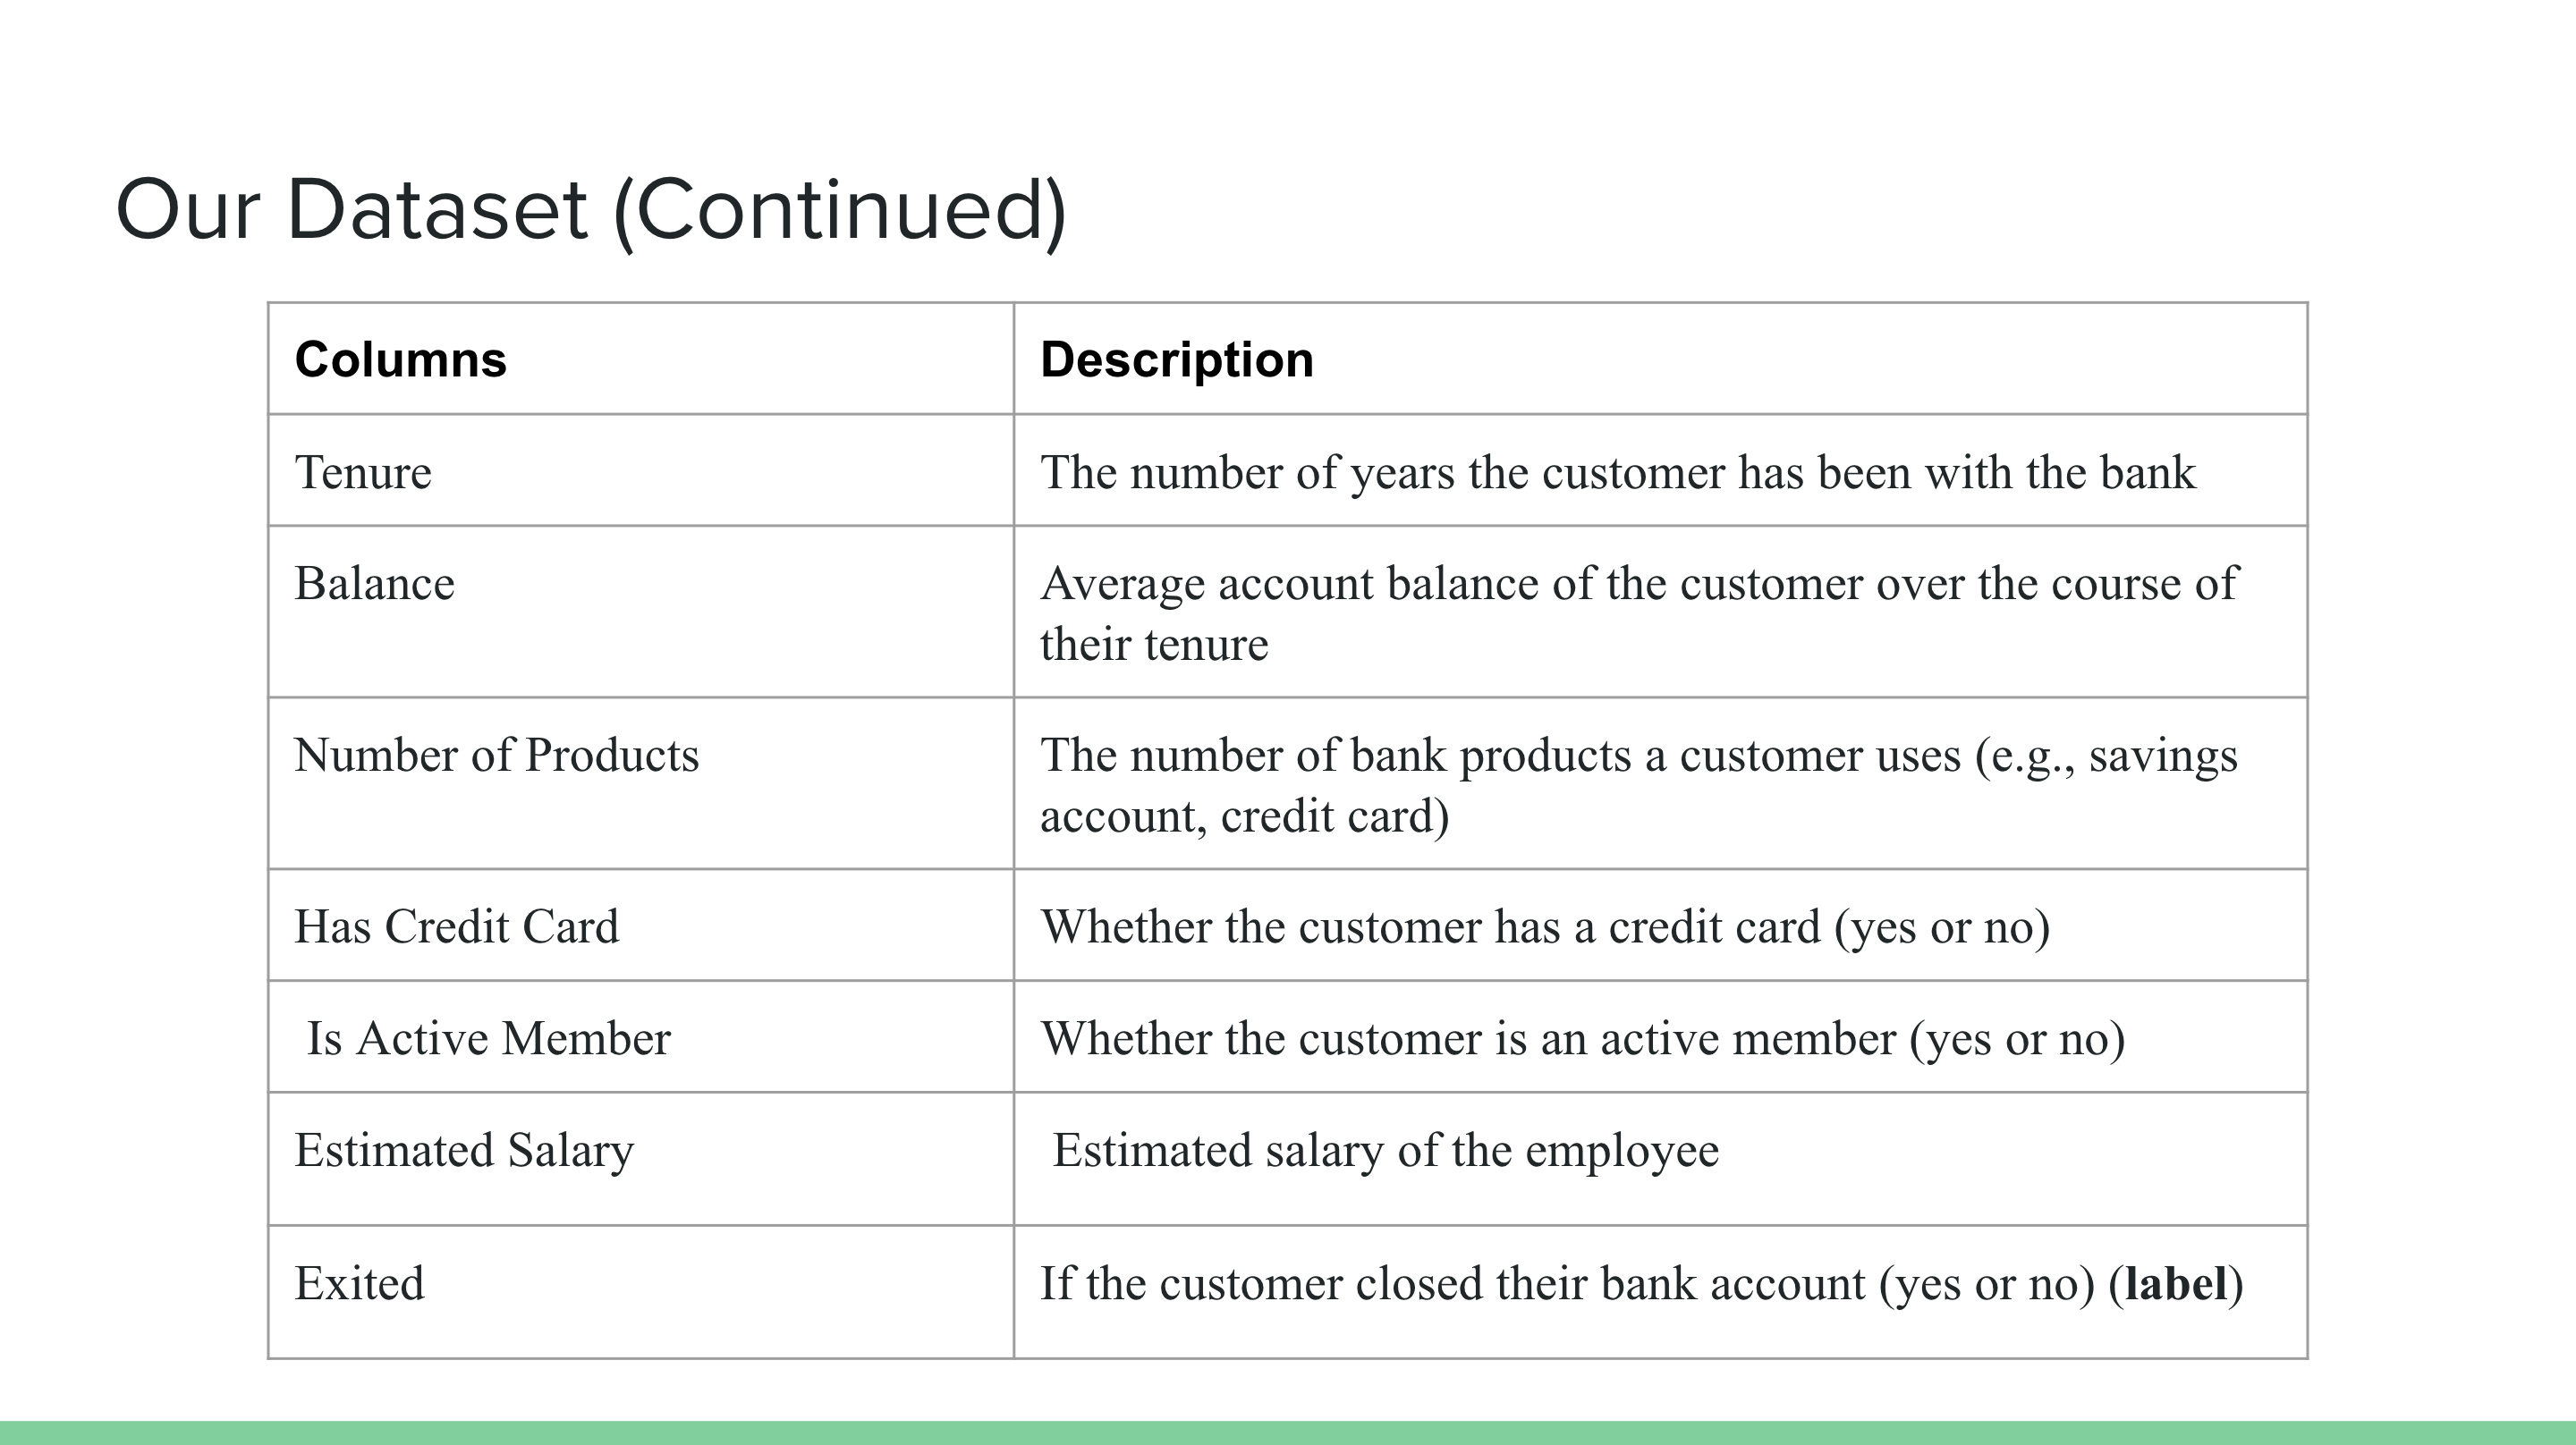 Our Dataset (Continued)
Columns
Description
Tenure
The number of years the customer has been with the bank
Balance
Average account balance of the customer over the course of
their tenure
Number of Products
The number of bank products a customer uses (e.g., savings
account, credit card)
Has Credit Card
Whether the customer has a credit card (yes or no)
Is Active Member
Whether the customer is an active member (yes or no)
Estimated Salary
Estimated salary of the employee
Exited
If the customer closed their bank account (yes or no) (label)